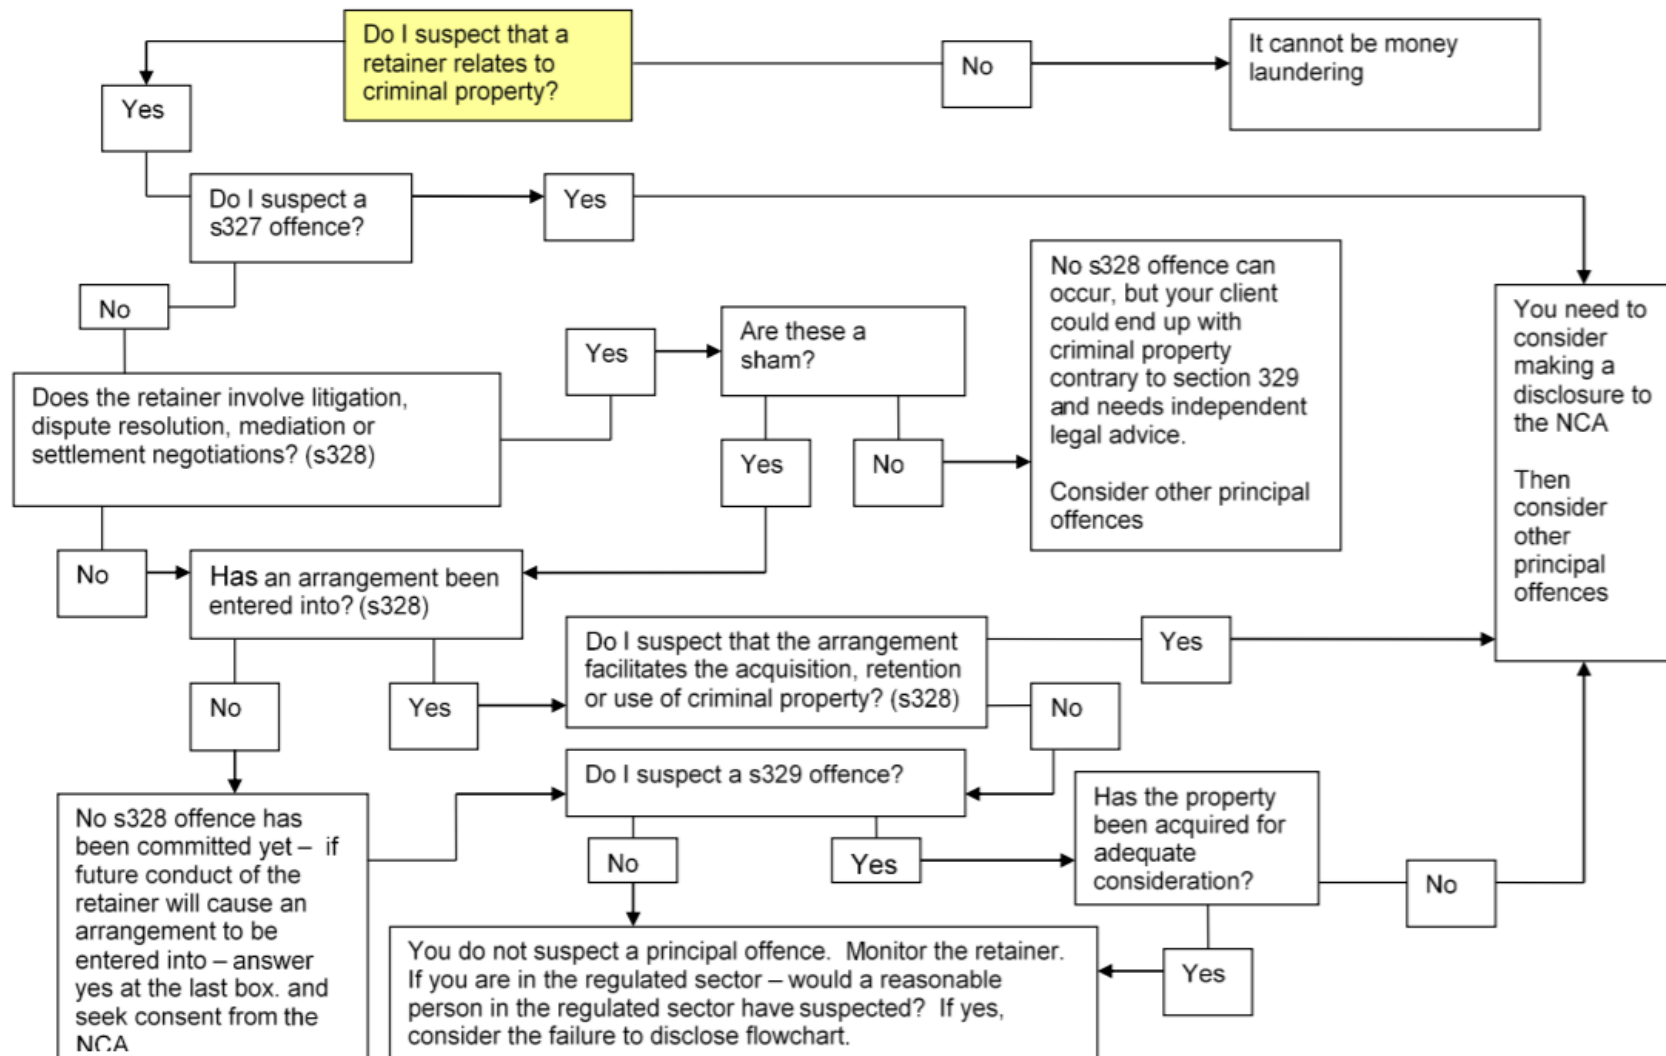 Do I suspect that a
retainer relates to
criminal property?
No
It cannot be money
laundering
Yes
Do I suspect a
s327 offence?
Yes
No
Does the retainer involve litigation,
dispute resolution, mediation or
settlement negotiations? (s328)
Yes
Are these a
sham?
Yes
No
No s328 offence can
occur, but your client
could end up with
criminal property
contrary to section 329
and needs independent
legal advice.
Consider other principal
offences
You need to
consider
making a
disclosure to
the NCA
Then
consider
other
principal
offences
No
Has an arrangement been
entered into? (s328)
No
Yes
Do I suspect that the arrangement
facilitates the acquisition, retention
or use of criminal property? (s328)
Yes
No
No s328 offence has
been committed yet – if
future conduct of the
retainer will cause an
arrangement to be
entered into – answer
yes at the last box. and
seek consent from the
NCA
Do I suspect a s329 offence?
No
Yes
Has the property
been acquired for
adequate
consideration?
No
Yes
You do not suspect a principal offence. Monitor the retainer.
If you are in the regulated sector – would a reasonable
person in the regulated sector have suspected? If yes,
consider the failure to disclose flowchart.